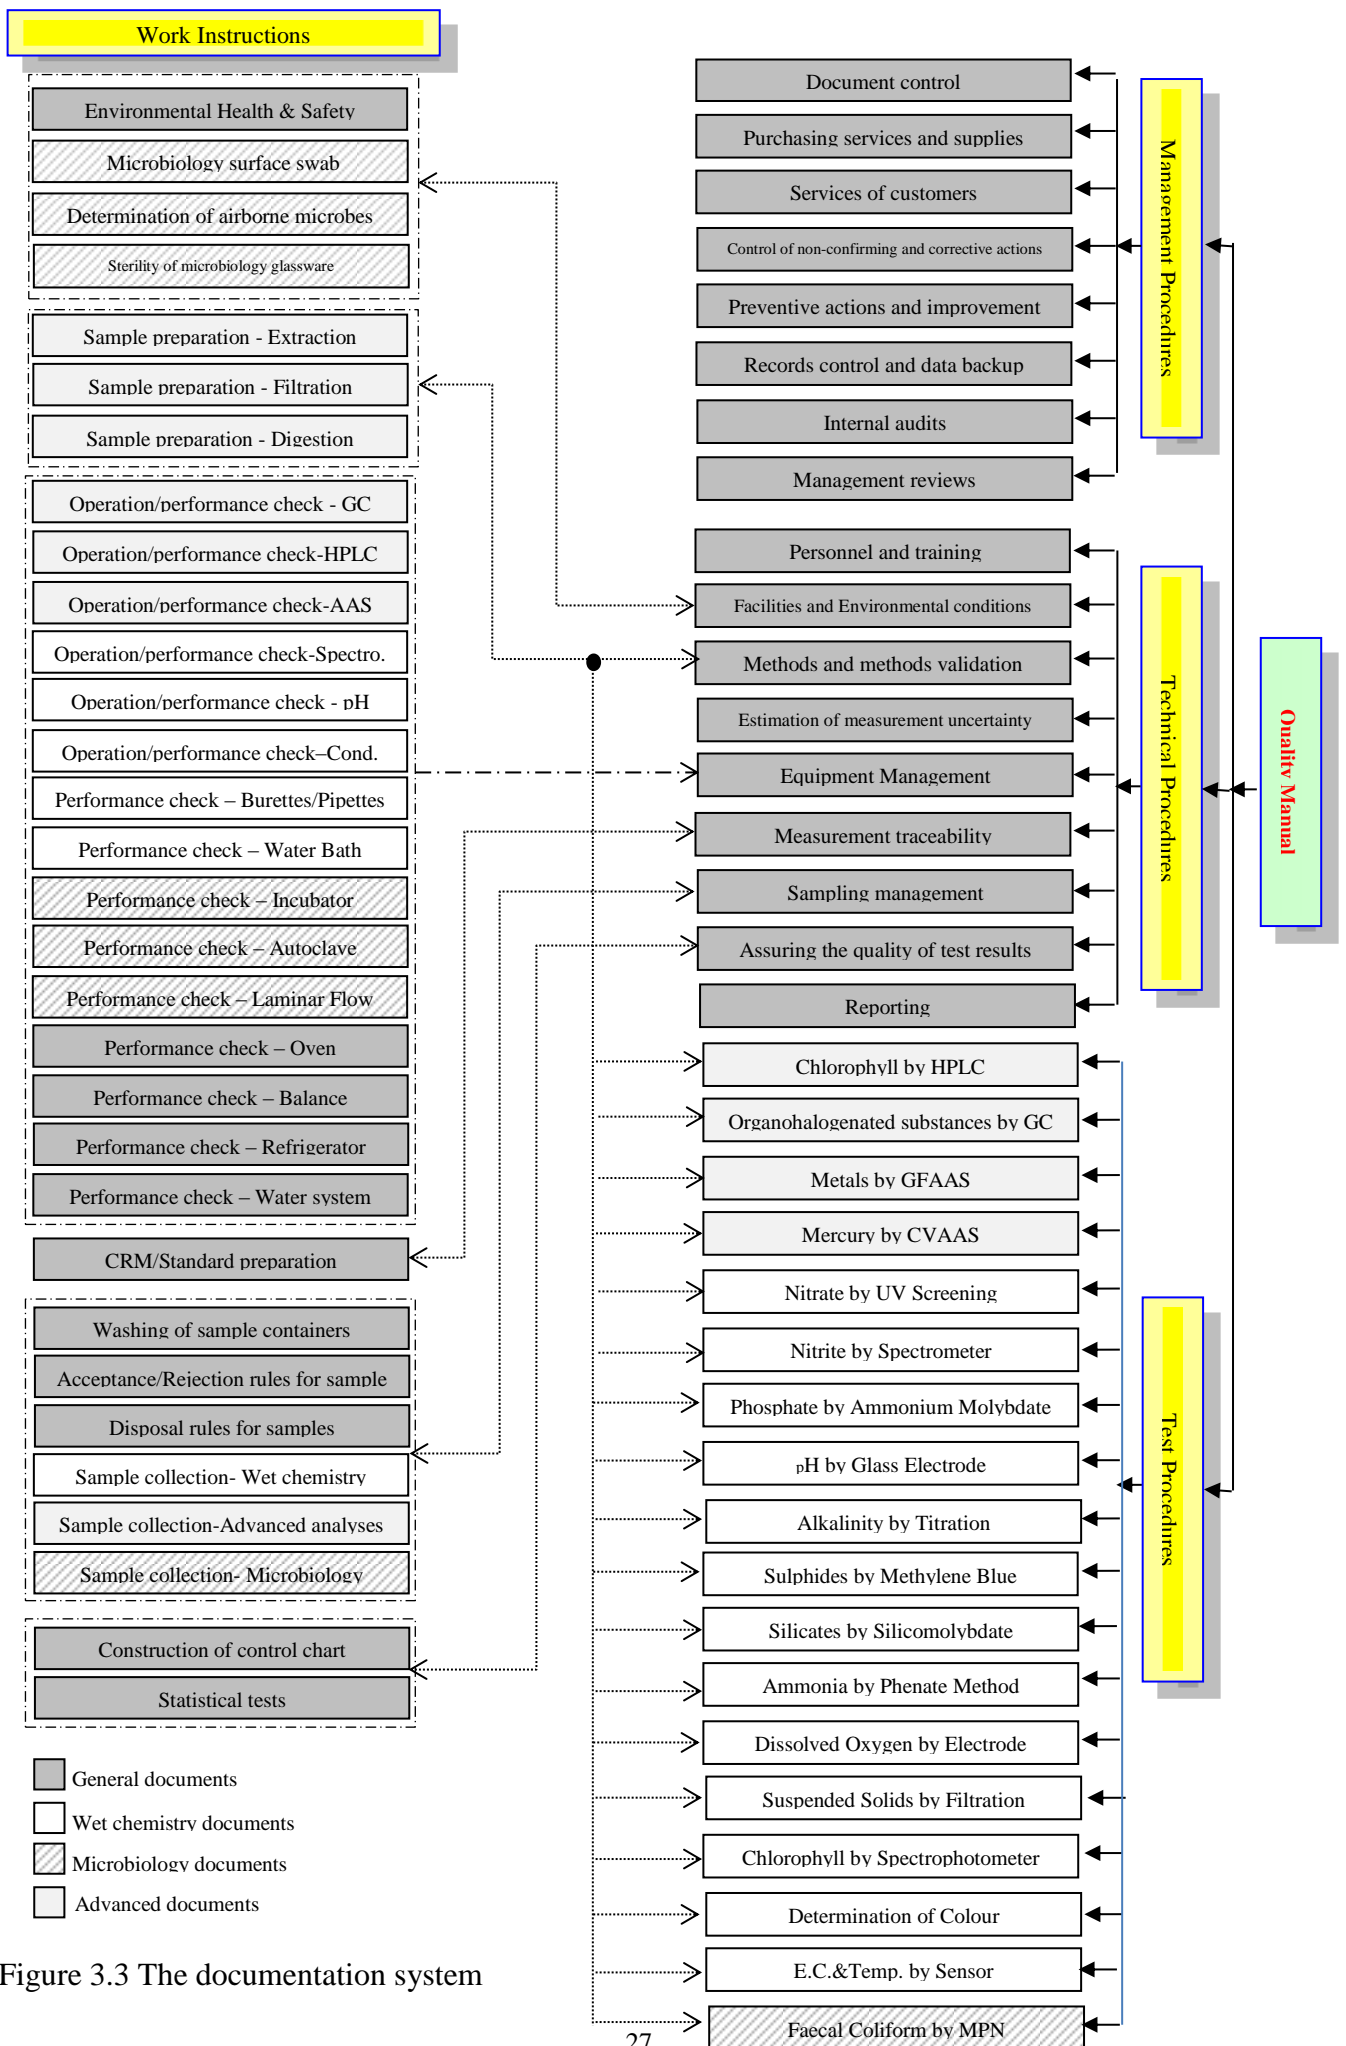 Work Instructions
Environmental Health & Safety
Microbiology surface swab
Determination of airborne microbes
Sterility of microbiology glassware
Sample preparation - Extraction
Sample preparation - Filtration
Sample preparation - Digestion
Operation/performance check - GC
Operation/performance check-HPLC
Operation/performance check-AAS
Operation/performance check-Spectro.
Operation/performance check - pH
Operation/performance check–Cond.
Performance check – Burettes/Pipettes
Performance check – Water Bath
Performance check – Incubator
Performance check – Autoclave
Performance check – Laminar Flow
Performance check – Oven
Performance check – Balance
Performance check – Refrigerator
Performance check – Water system
CRM/Standard preparation
Washing of sample containers
Acceptance/Rejection rules for sample
Disposal rules for samples
Sample collection- Wet chemistry
Sample collection-Advanced analyses
Sample collection- Microbiology
Construction of control chart
Statistical tests
General documents
Wet chemistry documents
Microbiology documents
Advanced documents
Document control
Purchasing services and supplies
Services of customers
Control of non-confirming and corrective actions
Preventive actions and improvement
Records control and data backup
Internal audits
Management reviews
Personnel and training
Facilities and Environmental conditions
Methods and methods validation
Estimation of measurement uncertainty
Equipment Management
Measurement traceability
Sampling management
Assuring the quality of test results
Reporting
Chlorophyll by HPLC
Organohalogenated substances by GC
Metals by GFAAS
Mercury by CVAAS
Nitrate by UV Screening
Nitrite by Spectrometer
Phosphate by Ammonium Molybdate
pH by Glass Electrode
Alkalinity by Titration
Sulphides by Methylene Blue
Silicates by Silicomolybdate
Ammonia by Phenate Method
Dissolved Oxygen by Electrode
Suspended Solids by Filtration
Chlorophyll by Spectrophotometer
Determination of Colour
E.C.&Temp. by Sensor
Faecal Coliform by MPN
Management Procedures
Technical Procedures
Test Procedures
Quality Manual
Figure 3.3 The documentation system
27